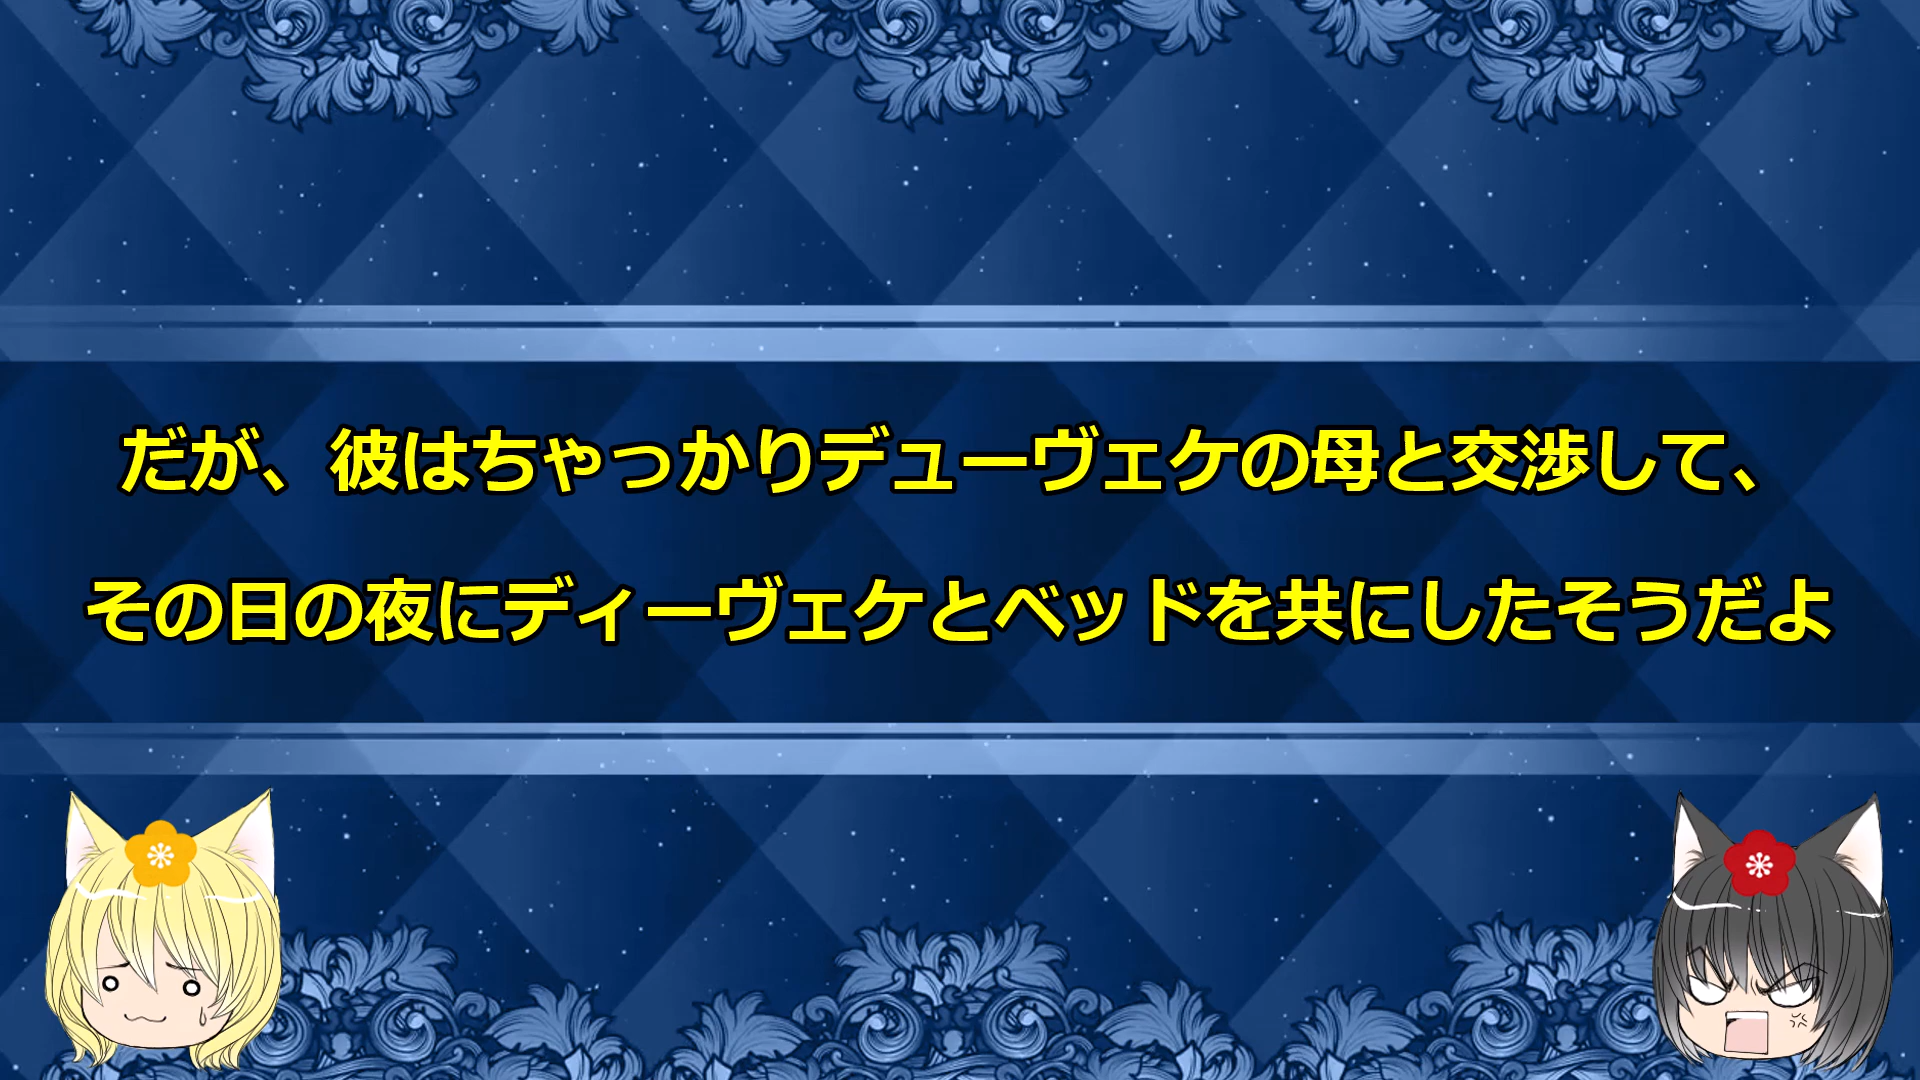 だが、彼はちゃっかりデューヴェケの母と交渉して、
その日の夜にディーヴェケとベッドを共にしたそうだよ